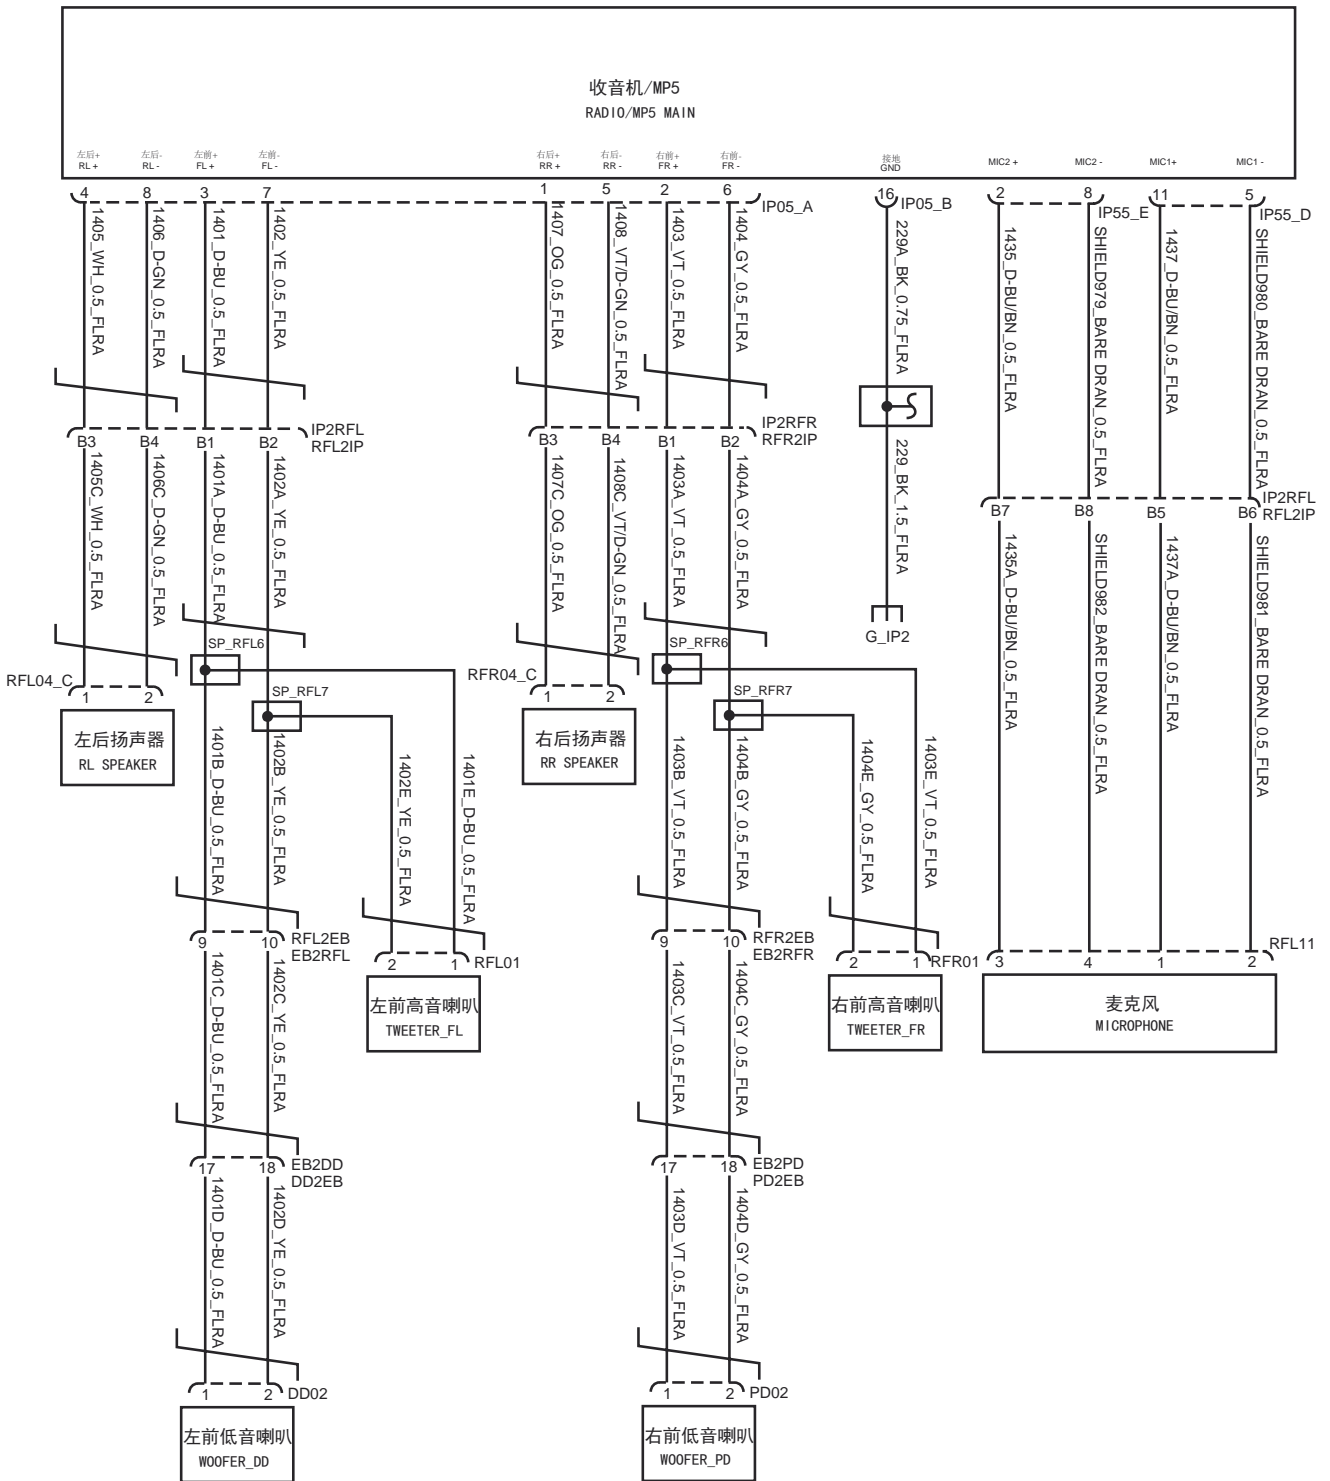 收音机/MP5
RADIO/MP5 MAIN
左后+ 左后- 左前+ 左前- 右后+ 右后- 右前+ 右前- 接地
RL + RL - FL + FL - RR + RR - FR + FR - GND MIC2 + MIC2 - MIC1+ MIC1 -
4 8 3 7 1 5 2 6 IP05_A 16 IP05_B 2 8 IP55_E 11 5 IP55_D
1405_WH_0.5_FLRA
1406_D-GN_0.5_FLRA
1401_D-BU_0.5_FLRA
1402_YE_0.5_FLRA
1407_OG_0.5_FLRA
1408_VT/D-GN_0.5_FLRA
1403_VT_0.5_FLRA
1404_GY_0.5_FLRA
229A_BK_0.75_FLRA
1435_D-BU/BN_0.5_FLRA
SHIELD979_BARE DRAN_0.5_FLRA
1437_D-BU/BN_0.5_FLRA
SHIELD980_BARE DRAN_0.5_FLRA
B3 B4 B1 B2 IP2RFL
RFL2IP
B3 B4 B1 B2 IP2RFR
RFR2IP
B7 B8 B5 B6 IP2RFL
RFL2IP
1405C_WH_0.5_FLRA
1406C_D-GN_0.5_FLRA
1401A_D-BU_0.5_FLRA
1402A_YE_0.5_FLRA
1407C_OG_0.5_FLRA
1408C_VT/D-GN_0.5_FLRA
1403A_VT_0.5_FLRA
1404A_GY_0.5_FLRA
229_BK_1.5_FLRA
G_IP2
1435A_D-BU/BN_0.5_FLRA
SHIELD982_BARE DRAN_0.5_FLRA
1437A_D-BU/BN_0.5_FLRA
SHIELD981_BARE DRAN_0.5_FLRA
SP_RFL6
SP_RFR6
RFL04_C 1 2
RFR04_C 1 2
SP_RFL7
SP_RFR7
左后扬声器
RL SPEAKER
右后扬声器
RR SPEAKER
1401B_D-BU_0.5_FLRA
1402B_YE_0.5_FLRA
1402E_YE_0.5_FLRA
1401E_D-BU_0.5_FLRA
1403B_VT_0.5_FLRA
1404B_GY_0.5_FLRA
1404E_GY_0.5_FLRA
1403E_VT_0.5_FLRA
9 10 RFL2EB
EB2RFL
2 1 RFL01
9 10 RFR2EB
EB2RFR
2 1 RFR01
3 4 1 2 RFL11
左前高音喇叭
TWEETER_FL
右前高音喇叭
TWEETER_FR
麦克风
MICROPHONE
1401C_D-BU_0.5_FLRA
1402C_YE_0.5_FLRA
1403C_VT_0.5_FLRA
1404C_GY_0.5_FLRA
17 18 EB2DD
DD2EB
17 18 EB2PD
PD2EB
1401D_D-BU_0.5_FLRA
1402D_YE_0.5_FLRA
1403D_VT_0.5_FLRA
1404D_GY_0.5_FLRA
1 2 DD02
1 2 PD02
左前低音喇叭
WOOFER_DD
右前低音喇叭
WOOFER_PD